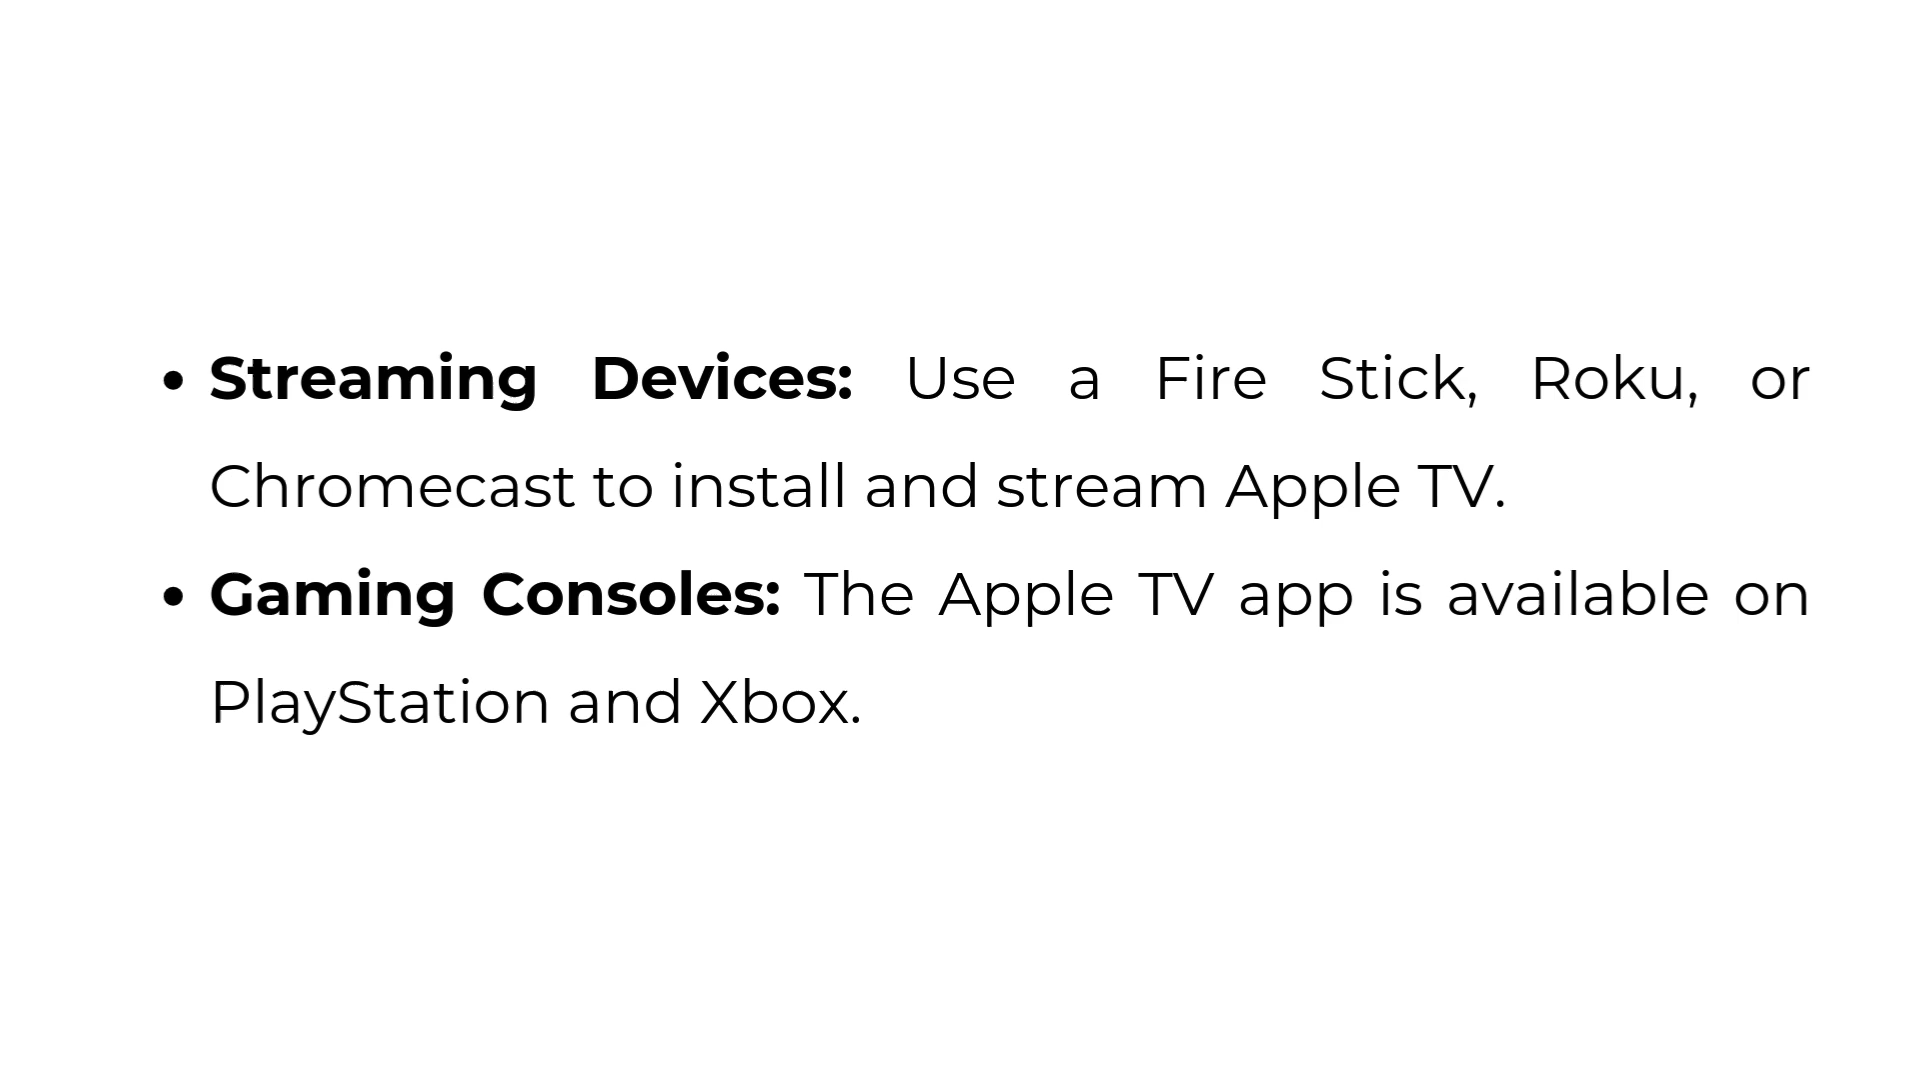 • Streaming Devices: Use a Fire Stick, Roku, or
Chromecast to install and stream Apple TV.
• Gaming Consoles: The Apple TV app is available on
PlayStation and Xbox.